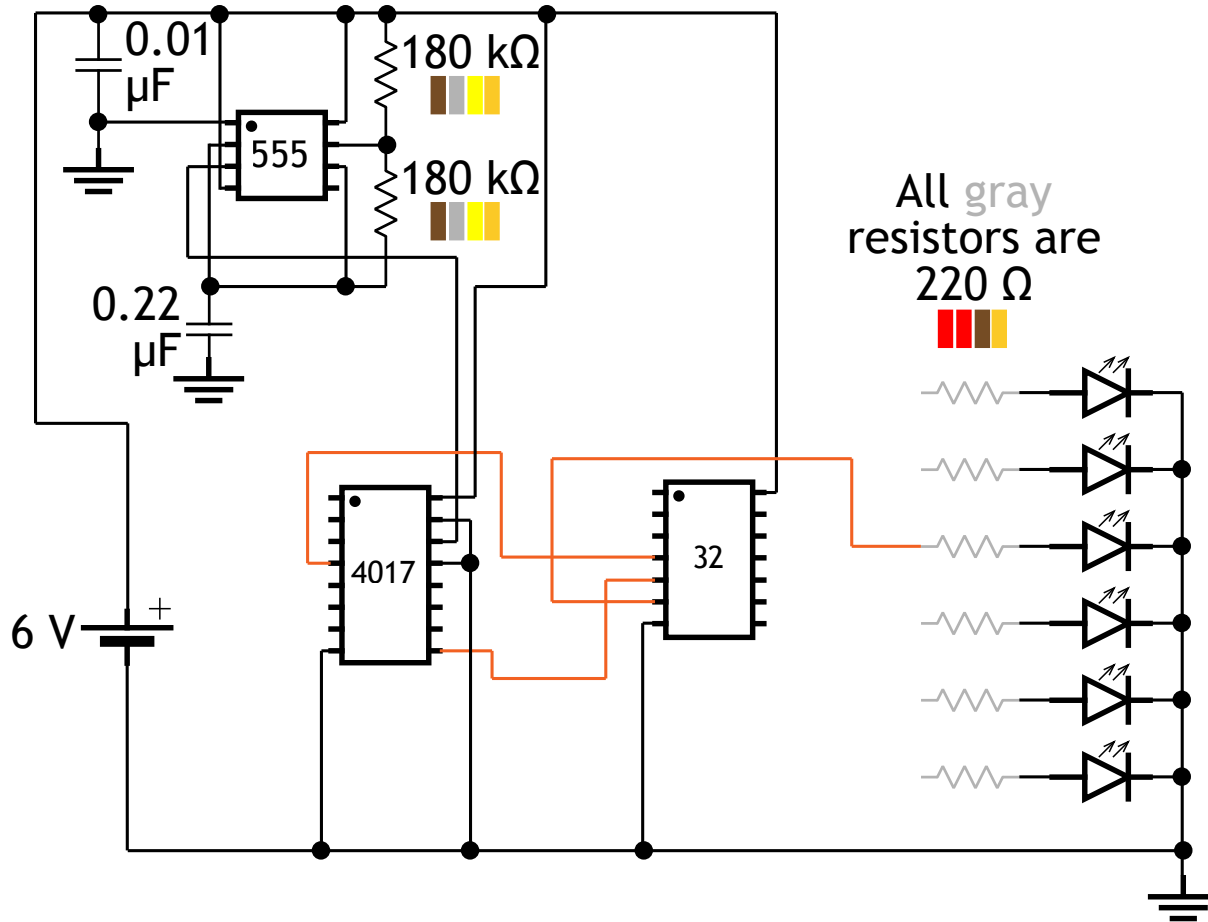 0.01
µF
180 kΩ
555
180 kΩ
0.22
µF
All gray
resistors are
220 Ω
4017
32
6 V
+